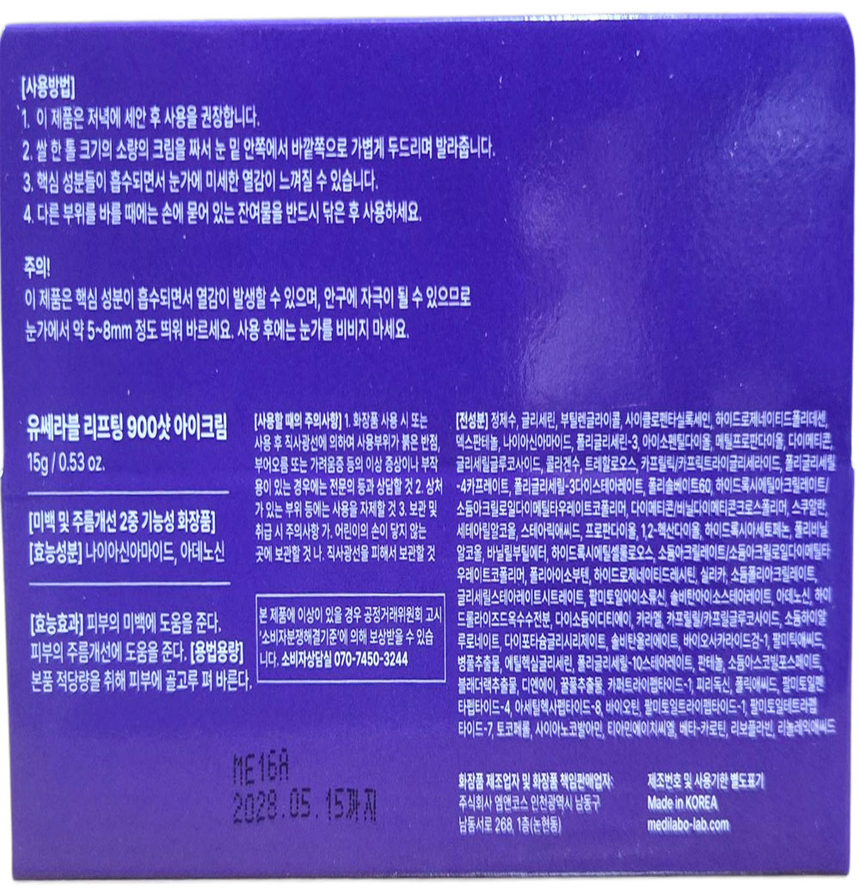 [사용방법]
1. 이 제품은 저녁에 세안 후 사용을 권장합니다.
2. 쌀 한 톨 크기의 소량의 크림을 짜서 눈 밑 안쪽에서 바깥쪽으로 가볍게 두드리며 발라줍니다.
3. 핵심 성분들이 흡수되면서 눈가에 미세한 열감이 느껴질 수 있습니다.
4. 다른 부위를 바를 때에는 손에 묻어 있는 잔여물을 반드시 닦은 후 사용하세요.
주의!
이 제품은 핵심 성분이 흡수되면서 열감이 발생할 수 있으며, 안구에 자극이 될 수 있으므로
눈가에서 약 5~8mm 정도 띄워 바르세요. 사용 후에는 눈가를 비비지 마세요.
유쎄라블 리프팅 900샷 아이크림
15g / 0.53 oz.
[미백 및 주름개선 2중 기능성 화장품]
[효능성분] 나이아신아마이드, 아데노신
[효능효과] 피부의 미백에 도움을 준다.
피부의 주름개선에 도움을 준다. [용법용량]
본품 적당량을 취해 피부에 골고루 펴 바른다.
[사용할 때의 주의사항] 1. 화장품 사용 시 또는
사용 후 직사광선에 의하여 사용부위가 붉은 반점,
부어오름 또는 가려움증 등의 이상 증상이나 부작
용이 있는 경우에는 전문의 등과 상담할 것 2. 상처
가 있는 부위 등에는 사용을 자제할 것 3. 보관 및
취급 시 주의사항 가. 어린이의 손이 닿지 않는
곳에 보관할 것 나. 직사광선을 피해서 보관할 것
본 제품에 이상이 있을 경우 공정거래위원회 고시
'소비자분쟁해결기준'에 의해 보상받을 수 있습
니다. 소비자상담실 070-7450-3244
[전성분] 정제수, 글리세린, 부틸렌글라이콜, 사이클로펜타실록세인, 하이드로제네이티드폴리데센,
덱스판테놀, 나이아신아마이드, 폴리글리세린-3, 아이소펜틸다이올, 메틸프로판다이올, 다이메티콘,
글리세릴글루코사이드, 콜라겐수, 트레할로오스, 카프릴릭/카프릭트라이글리세라이드, 폴리글리세릴
-4카프레이트, 폴리글리세릴-3다이스테아레이트, 폴리솔베이트60, 하이드록시에틸아크릴레이트/
소듐아크릴로일다이메틸타우레이트코폴리머, 다이메티콘/비닐다이메티콘크로스폴리머, 스쿠알란,
세테아릴알코올, 스테아릭애씨드, 프로판다이올, 1,2-헥산다이올, 하이드록시아세토페논, 폴리비닐
알코올, 바닐릴부틸에터, 하이드록시에틸셀룰로오스, 소듐아크릴레이트/소듐아크릴로일다이메틸타
우레이트코폴리머, 폴리아이소부텐, 하이드로제네이티드레시틴, 실리카, 소듐폴리아크릴레이트,
글리세릴스테아레이트시트레이트, 팔미토일아이소류신, 솔비탄아이소스테아레이트, 아데노신, 하이
드롤라이즈드옥수수전분, 다이소듐이디티에이, 카라멜, 카프릴릴/카프릴글루코사이드, 소듐하이알
루로네이트, 다이포타슘글리시리제이트, 솔비탄올리에이트, 바이오사카라이드검-1, 팔미틱애씨드,
병풀추출물, 에틸헥실글리세린, 폴리글리세릴-10스테아레이트, 판테놀, 소듐아스코빌포스페이트,
블래더랙추출물, 디엔에이, 꿀풀추출물, 카퍼트라이펩타이드-1, 피리독신, 폴릭애씨드, 팔미토일펜
타펩타이드-4, 아세틸헥사펩타이드-8, 바이오틴, 팔미토일트라이펩타이드-1, 팔미토일테트라펩
타이드-7, 토코페롤, 사이아노코발아민, 티아민에이치씨엘, 베타-카로틴, 리보플라빈, 리놀레익애씨드
화장품 제조업자 및 화장품 책임판매업자:
주식회사 엠앤코스 인천광역시 남동구
남동서로 268, 1층(논현동)
제조번호 및 사용기한 별도표기
Made in KOREA
medilabo-lab.com
ME16A
2028.05.15까지